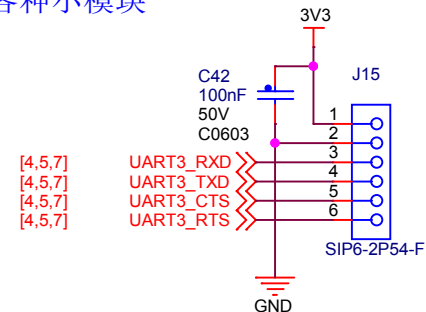 各种小模块
3V3
C42
100nF
50V
C0603
J15
1
2
3
4
5
6
[4,5,7] UART3_RXD
[4,5,7] UART3_TXD
[4,5,7] UART3_CTS
[4,5,7] UART3_RTS
SIP6-2P54-F
GND